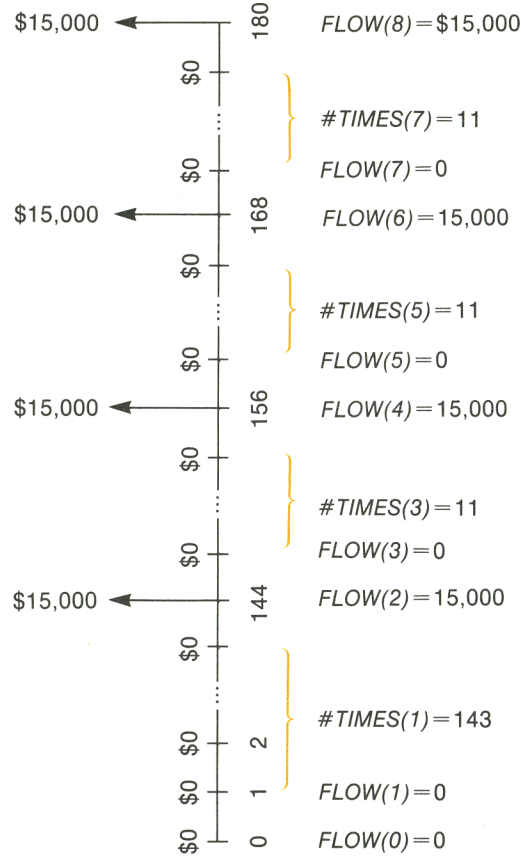 $15,000 180 FLOW(8)=$15,000
$0
#TIMES(7)=11
$0 FLOW(7)=0
$15,000 168 FLOW(6)=15,000
$0
#TIMES(5)=11
$0 FLOW(5)=0
$15,000 156 FLOW(4)=15,000
$0
#TIMES(3)=11
$0 FLOW(3)=0
$15,000 144 FLOW(2)=15,000
$0
#TIMES(1)=143
$0 2
$0 1 FLOW(1)=0
$0 0 FLOW(0)=0